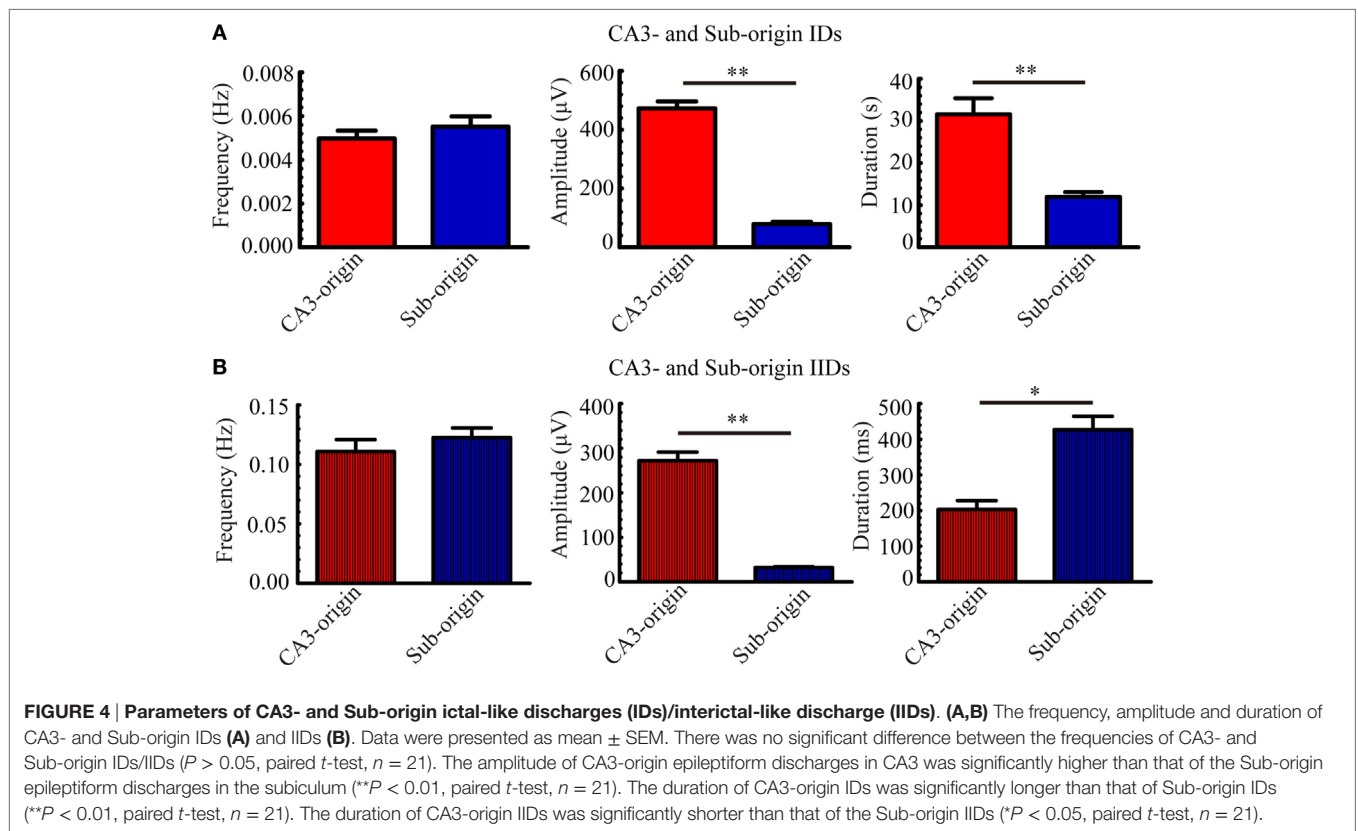 A
CA3- and Sub-origin IDs
Frequency (Hz)
0.008
0.006
0.004
0.002
0.000
CA3-origin
Sub-origin
Amplitude (µV)
600
400
200
0
**
CA3-origin
Sub-origin
Duration (s)
40
30
20
10
0
**
CA3-origin
Sub-origin
B
CA3- and Sub-origin IIDs
Frequency (Hz)
0.15
0.10
0.05
0.00
CA3-origin
Sub-origin
Amplitude (µV)
400
300
200
100
0
**
CA3-origin
Sub-origin
Duration (ms)
500
400
300
200
100
0
*
CA3-origin
Sub-origin
FIGURE 4 | Parameters of CA3- and Sub-origin ictal-like discharges (IDs)/interictal-like discharge (IIDs). (A,B) The frequency, amplitude and duration of
CA3- and Sub-origin IDs (A) and IIDs (B). Data were presented as mean ± SEM. There was no significant difference between the frequencies of CA3- and
Sub-origin IDs/IIDs (P > 0.05, paired t-test, n = 21). The amplitude of CA3-origin epileptiform discharges in CA3 was significantly higher than that of the Sub-origin
epileptiform discharges in the subiculum (**P < 0.01, paired t-test, n = 21). The duration of CA3-origin IDs was significantly longer than that of Sub-origin IDs
(**P < 0.01, paired t-test, n = 21). The duration of CA3-origin IIDs was significantly shorter than that of the Sub-origin IIDs (*P < 0.05, paired t-test, n = 21).